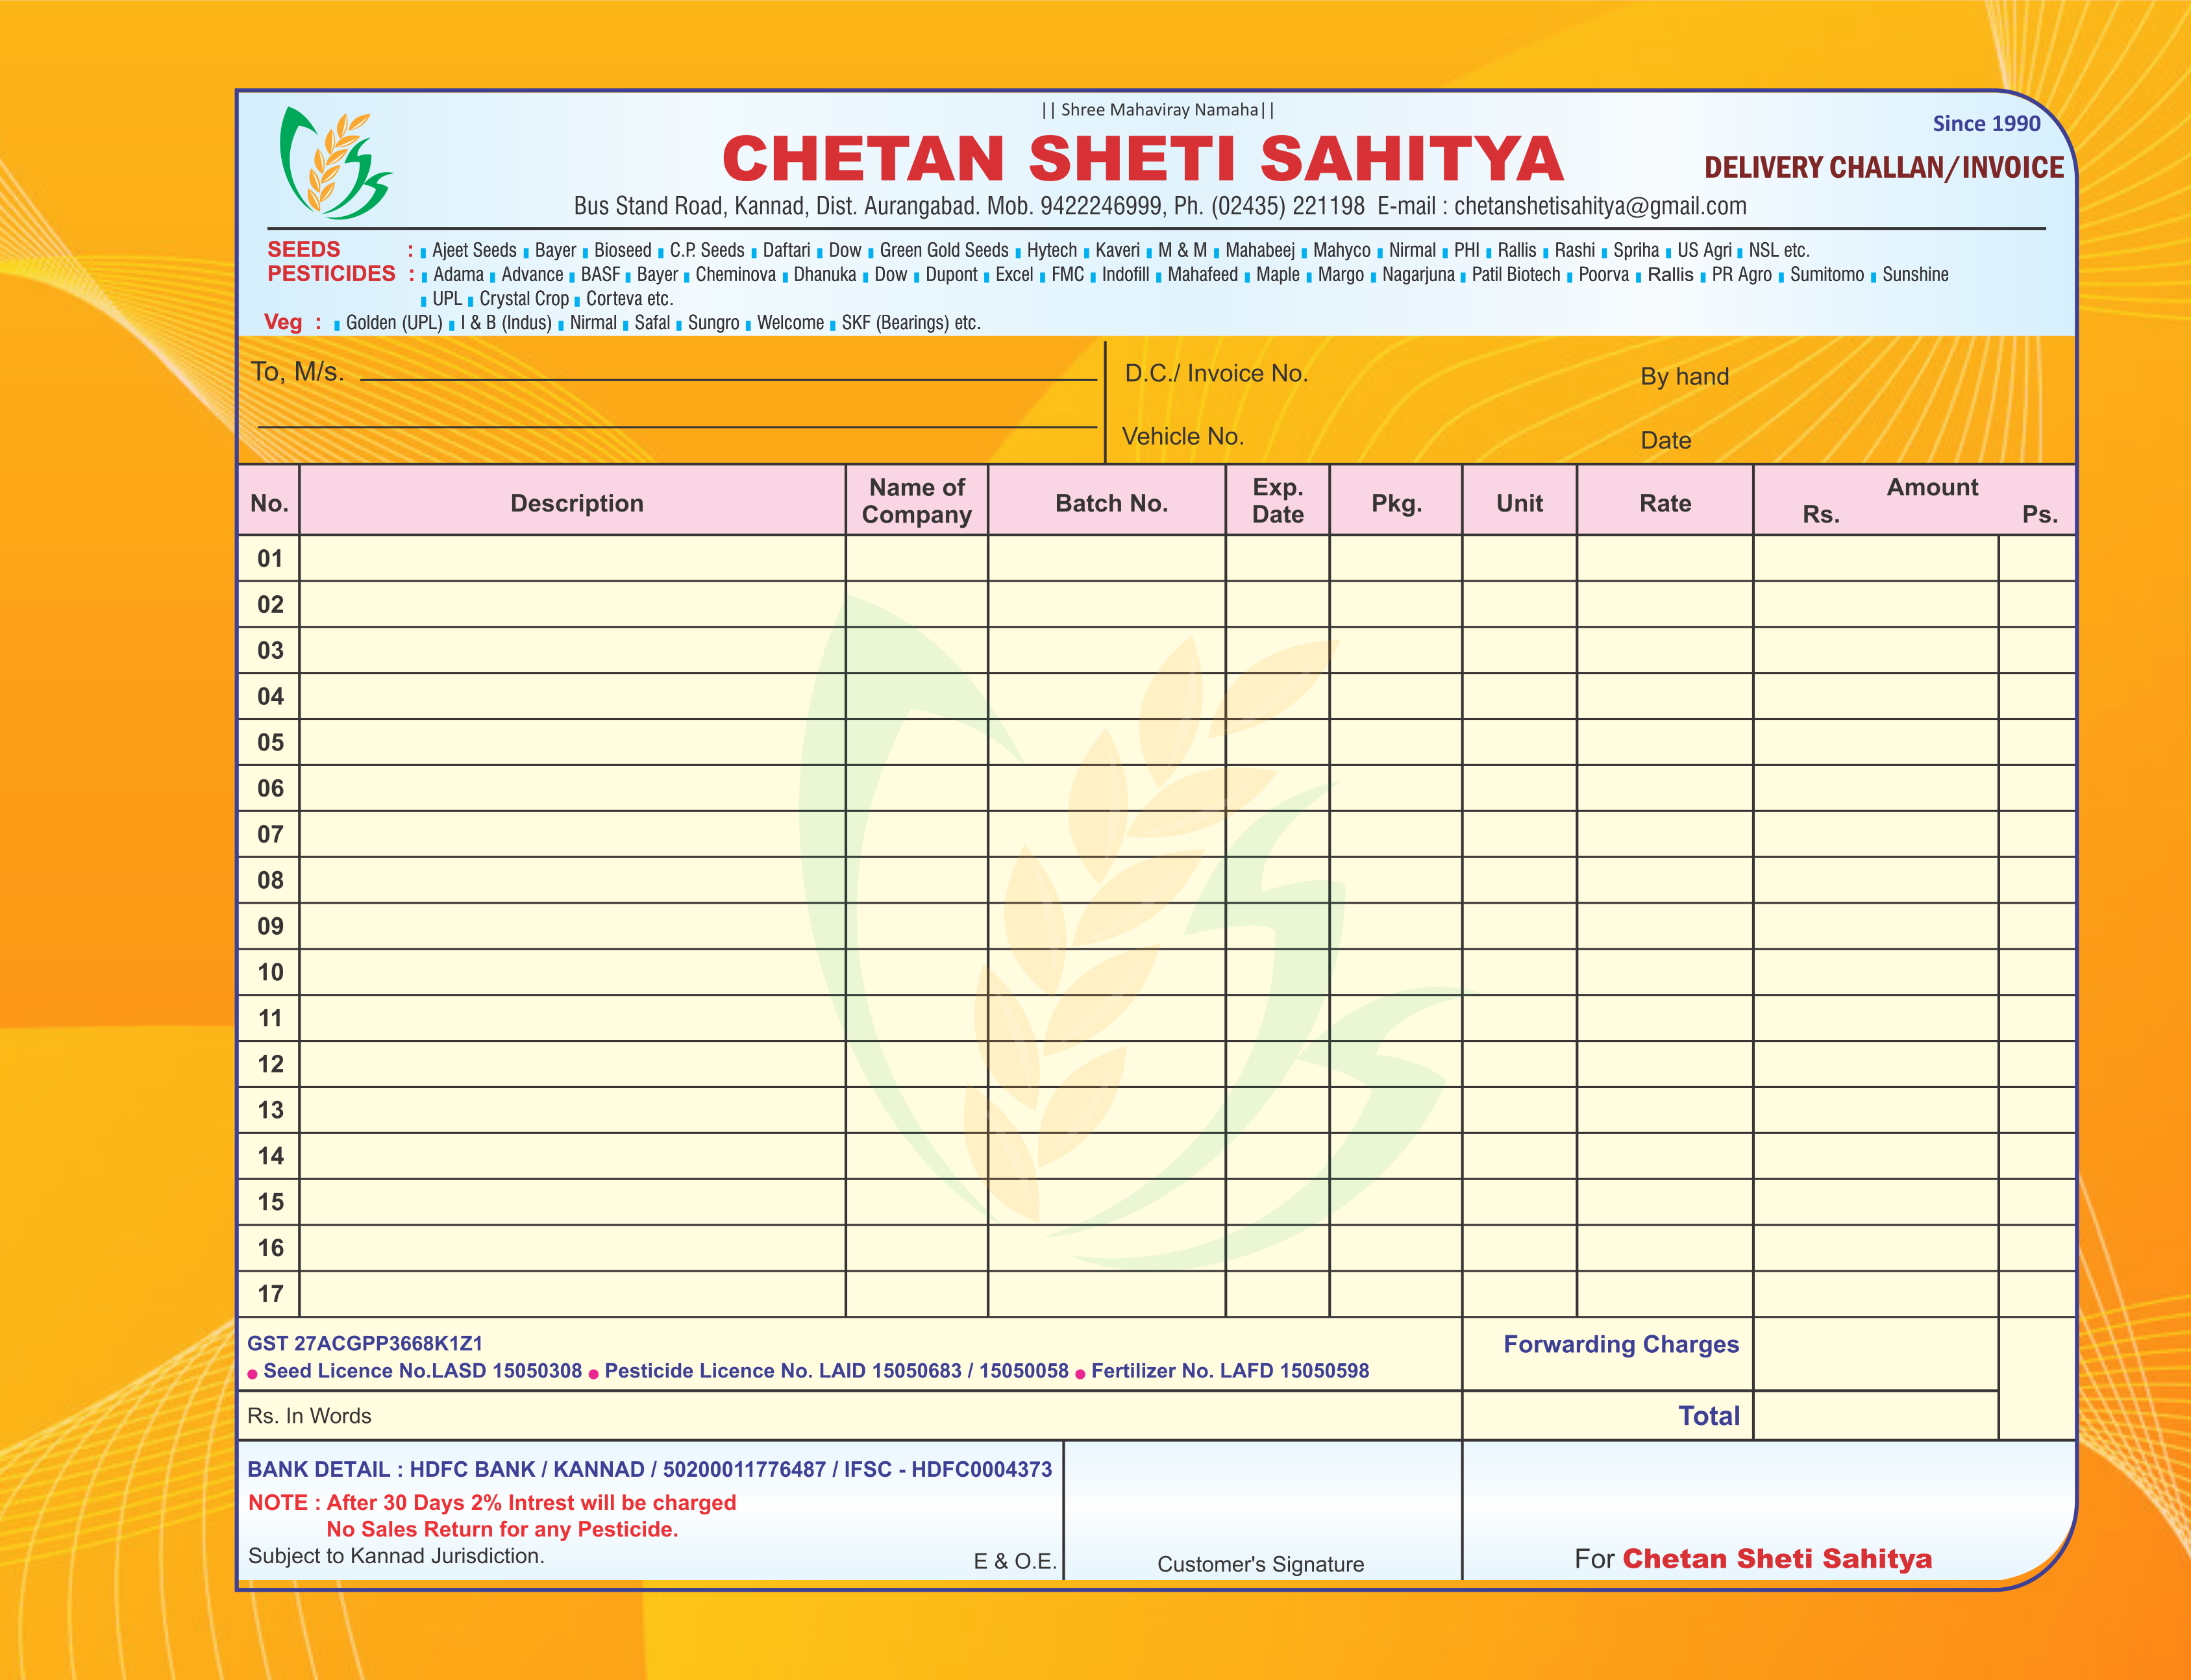 || Shree Mahaviray Namaha||
Since 1990
CHETAN SHETI SAHITYA
DELIVERY CHALLAN/INVOICE
Bus Stand Road, Kannad, Dist. Aurangabad. Mob. 9422246999, Ph. (02435) 221198 E-mail : chetanshetisahitya@gmail.com
SEEDS : Ajeet Seeds Bayer Bioseed C.P. Seeds Daftari Dow Green Gold Seeds Hytech Kaveri M & M Mahabeej Mahyco Nirmal PHI Rallis Rashi Spriha US Agri NSL etc.
PESTICIDES : Adama Advance BASF Bayer Cheminova Dhanuka Dow Dupont Excel FMC Indofill Mahafeed Maple Margo Nagarjuna Patil Biotech Poorva Rallis PR Agro Sumitomo Sunshine
UPL Crystal Crop Corteva etc.
Veg : Golden (UPL) I & B (Indus) Nirmal Safal Sungro Welcome SKF (Bearings) etc.
To, M/s.
D.C./ Invoice No.
By hand
Vehicle No.
Date
No. Description Name of Company Batch No. Exp. Date Pkg. Unit Rate Amount Rs. Ps.
01
02
03
04
05
06
07
08
09
10
11
12
13
14
15
16
17
GST 27ACGPP3668K1Z1
Seed Licence No.LASD 15050308 Pesticide Licence No. LAID 15050683 / 15050058 Fertilizer No. LAFD 15050598
Forwarding Charges
Rs. In Words
Total
BANK DETAIL : HDFC BANK / KANNAD / 50200011776487 / IFSC - HDFC0004373
NOTE : After 30 Days 2% Intrest will be charged
No Sales Return for any Pesticide.
Subject to Kannad Jurisdiction.
E & O.E.
Customer's Signature
For Chetan Sheti Sahitya